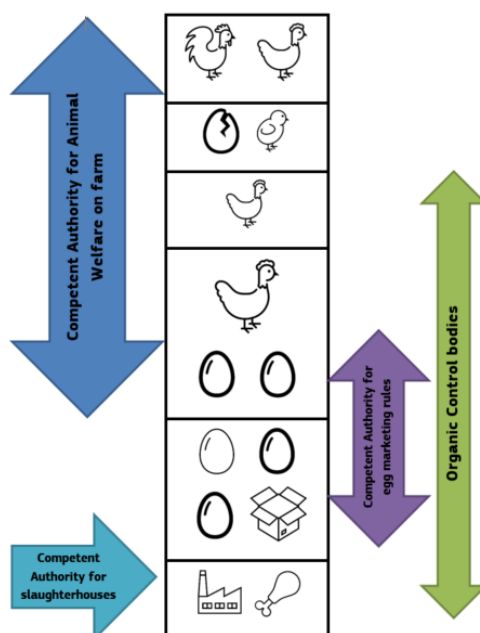 Competent Authority for Animal
Welfare on farm
Competent Authority for
egg marketing rules
Organic Control bodies
Competent
Authority for
slaughterhouses